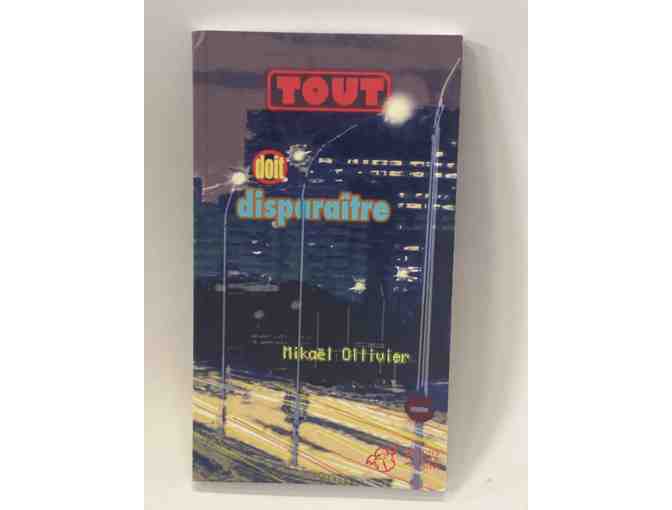 TOUT
doit
disparaître
Mikaël Ollivier